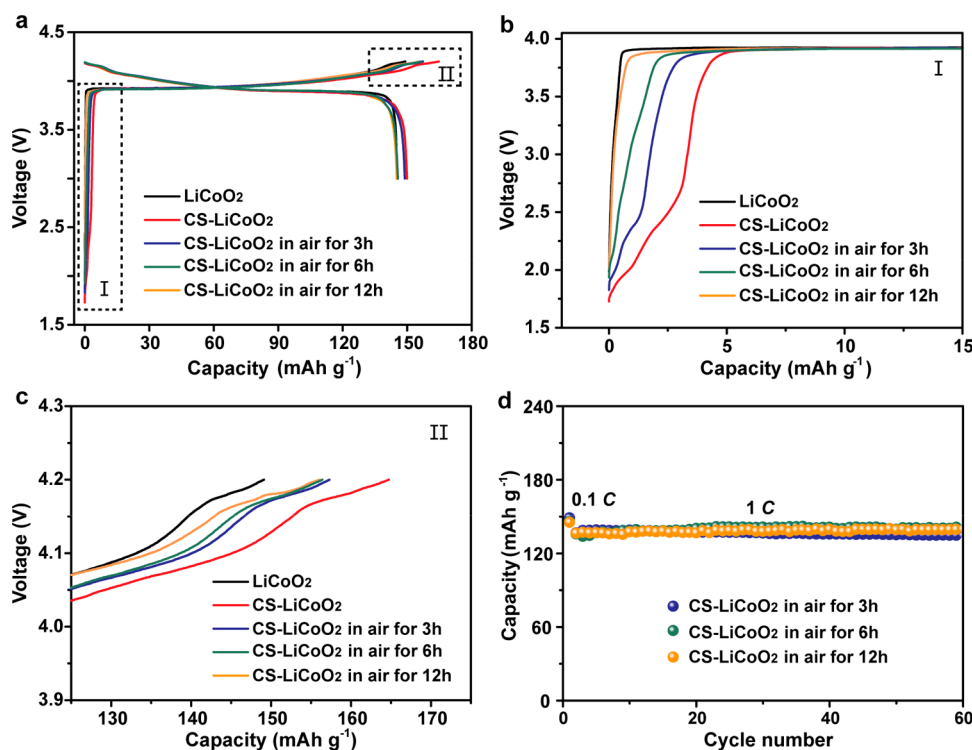 a
4.5
3.5
2.5
1.5
Voltage (V)
0
30
60
90
120
150
180
Capacity (mAh g⁻¹)
I
II
LiCoO₂
CS-LiCoO₂
CS-LiCoO₂ in air for 3h
CS-LiCoO₂ in air for 6h
CS-LiCoO₂ in air for 12h
b
4.0
3.5
3.0
2.5
2.0
1.5
Voltage (V)
0
5
10
15
Capacity (mAh g⁻¹)
I
LiCoO₂
CS-LiCoO₂
CS-LiCoO₂ in air for 3h
CS-LiCoO₂ in air for 6h
CS-LiCoO₂ in air for 12h
c
4.3
4.2
4.1
4.0
3.9
Voltage (V)
130
140
150
160
170
Capacity (mAh g⁻¹)
II
LiCoO₂
CS-LiCoO₂
CS-LiCoO₂ in air for 3h
CS-LiCoO₂ in air for 6h
CS-LiCoO₂ in air for 12h
d
240
180
120
60
0
Capacity(mAh g⁻¹)
0
10
20
30
40
50
60
Cycle number
0.1 C
1 C
CS-LiCoO₂ in air for 3h
CS-LiCoO₂ in air for 6h
CS-LiCoO₂ in air for 12h